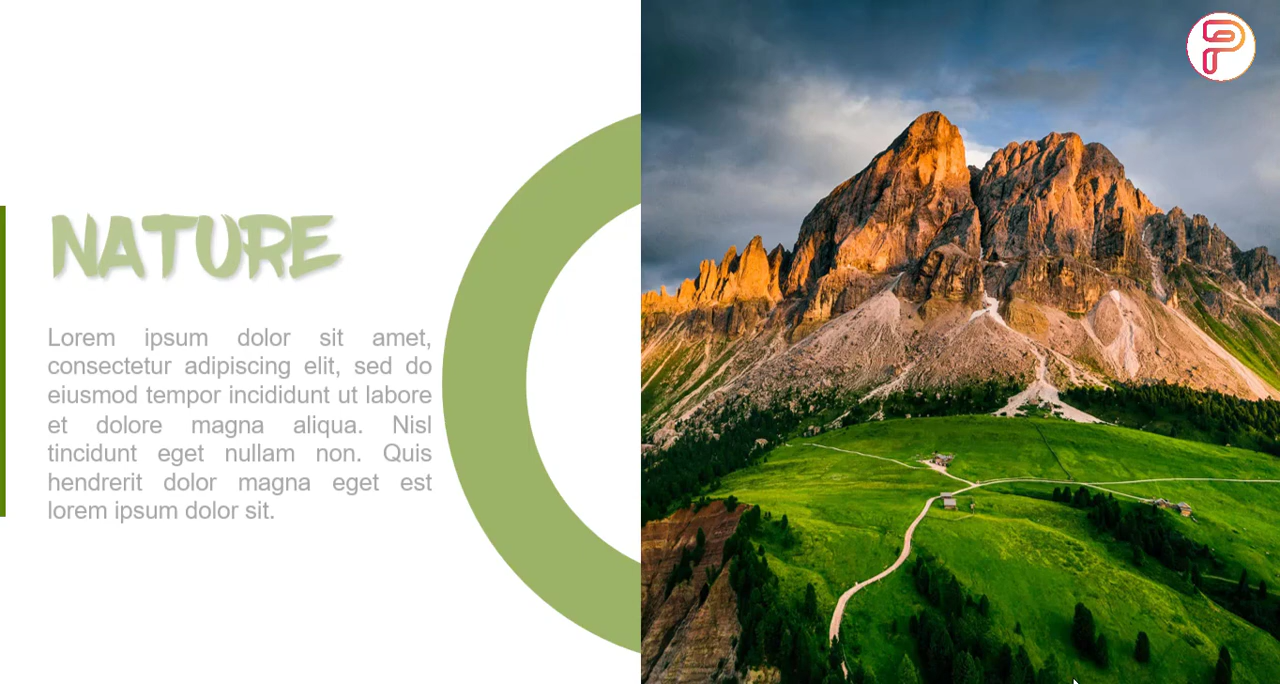 NATURE
Lorem ipsum dolor sit amet,
consectetur adipiscing elit, sed do
eiusmod tempor incididunt ut labore
et dolore magna aliqua. Nisl
tincidunt eget nullam non. Quis
hendrerit dolor magna eget est
lorem ipsum dolor sit.
P